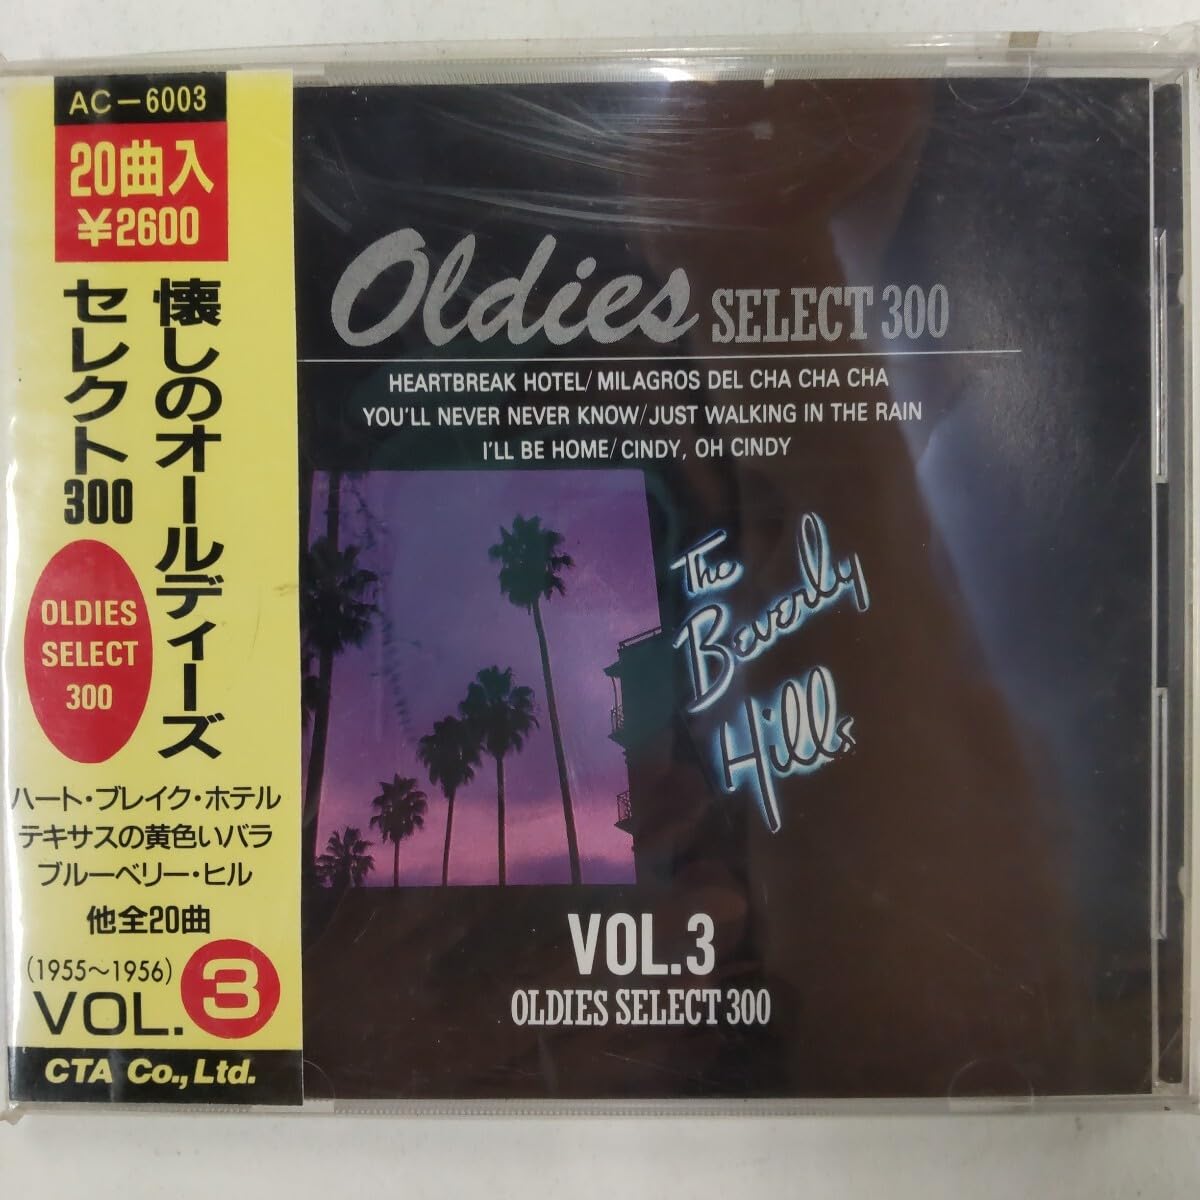 AC-6003
20曲入
¥2600
懐しのオールディーズ
セレクト300
OLDIES
SELECT
300
ハート・ブレイク・ホテル
テキサスの黄色いバラ
ブルーベリー・ヒル
他全20曲
(1955〜1956)
VOL. 3
CTA Co., Ltd.
Oldies SELECT 300
HEARTBREAK HOTEL/MILAGROS DEL CHA CHA CHA
YOU'LL NEVER NEVER KNOW/JUST WALKING IN THE RAIN
I'LL BE HOME/CINDY, OH CINDY
The
Beverly
Hills
VOL.3
OLDIES SELECT 300